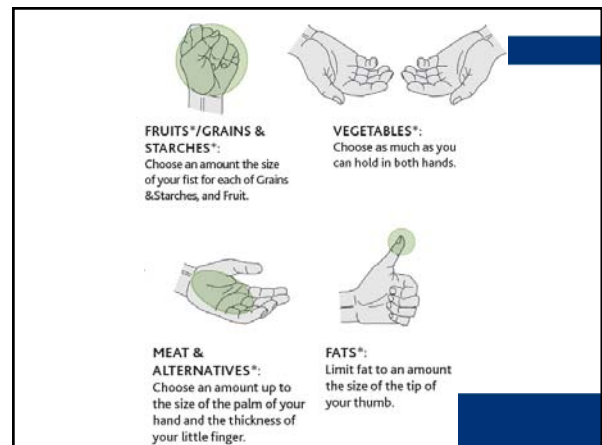 FRUITS*/GRAINS &
STARCHES*:
Choose an amount the size
of your fist for each of Grains
&Starches, and Fruit.
VEGETABLES*:
Choose as much as you
can hold in both hands.
MEAT &
ALTERNATIVES*:
Choose an amount up to
the size of the palm of your
hand and the thickness of
your little finger.
FATS*:
Limit fat to an amount
the size of the tip of
your thumb.